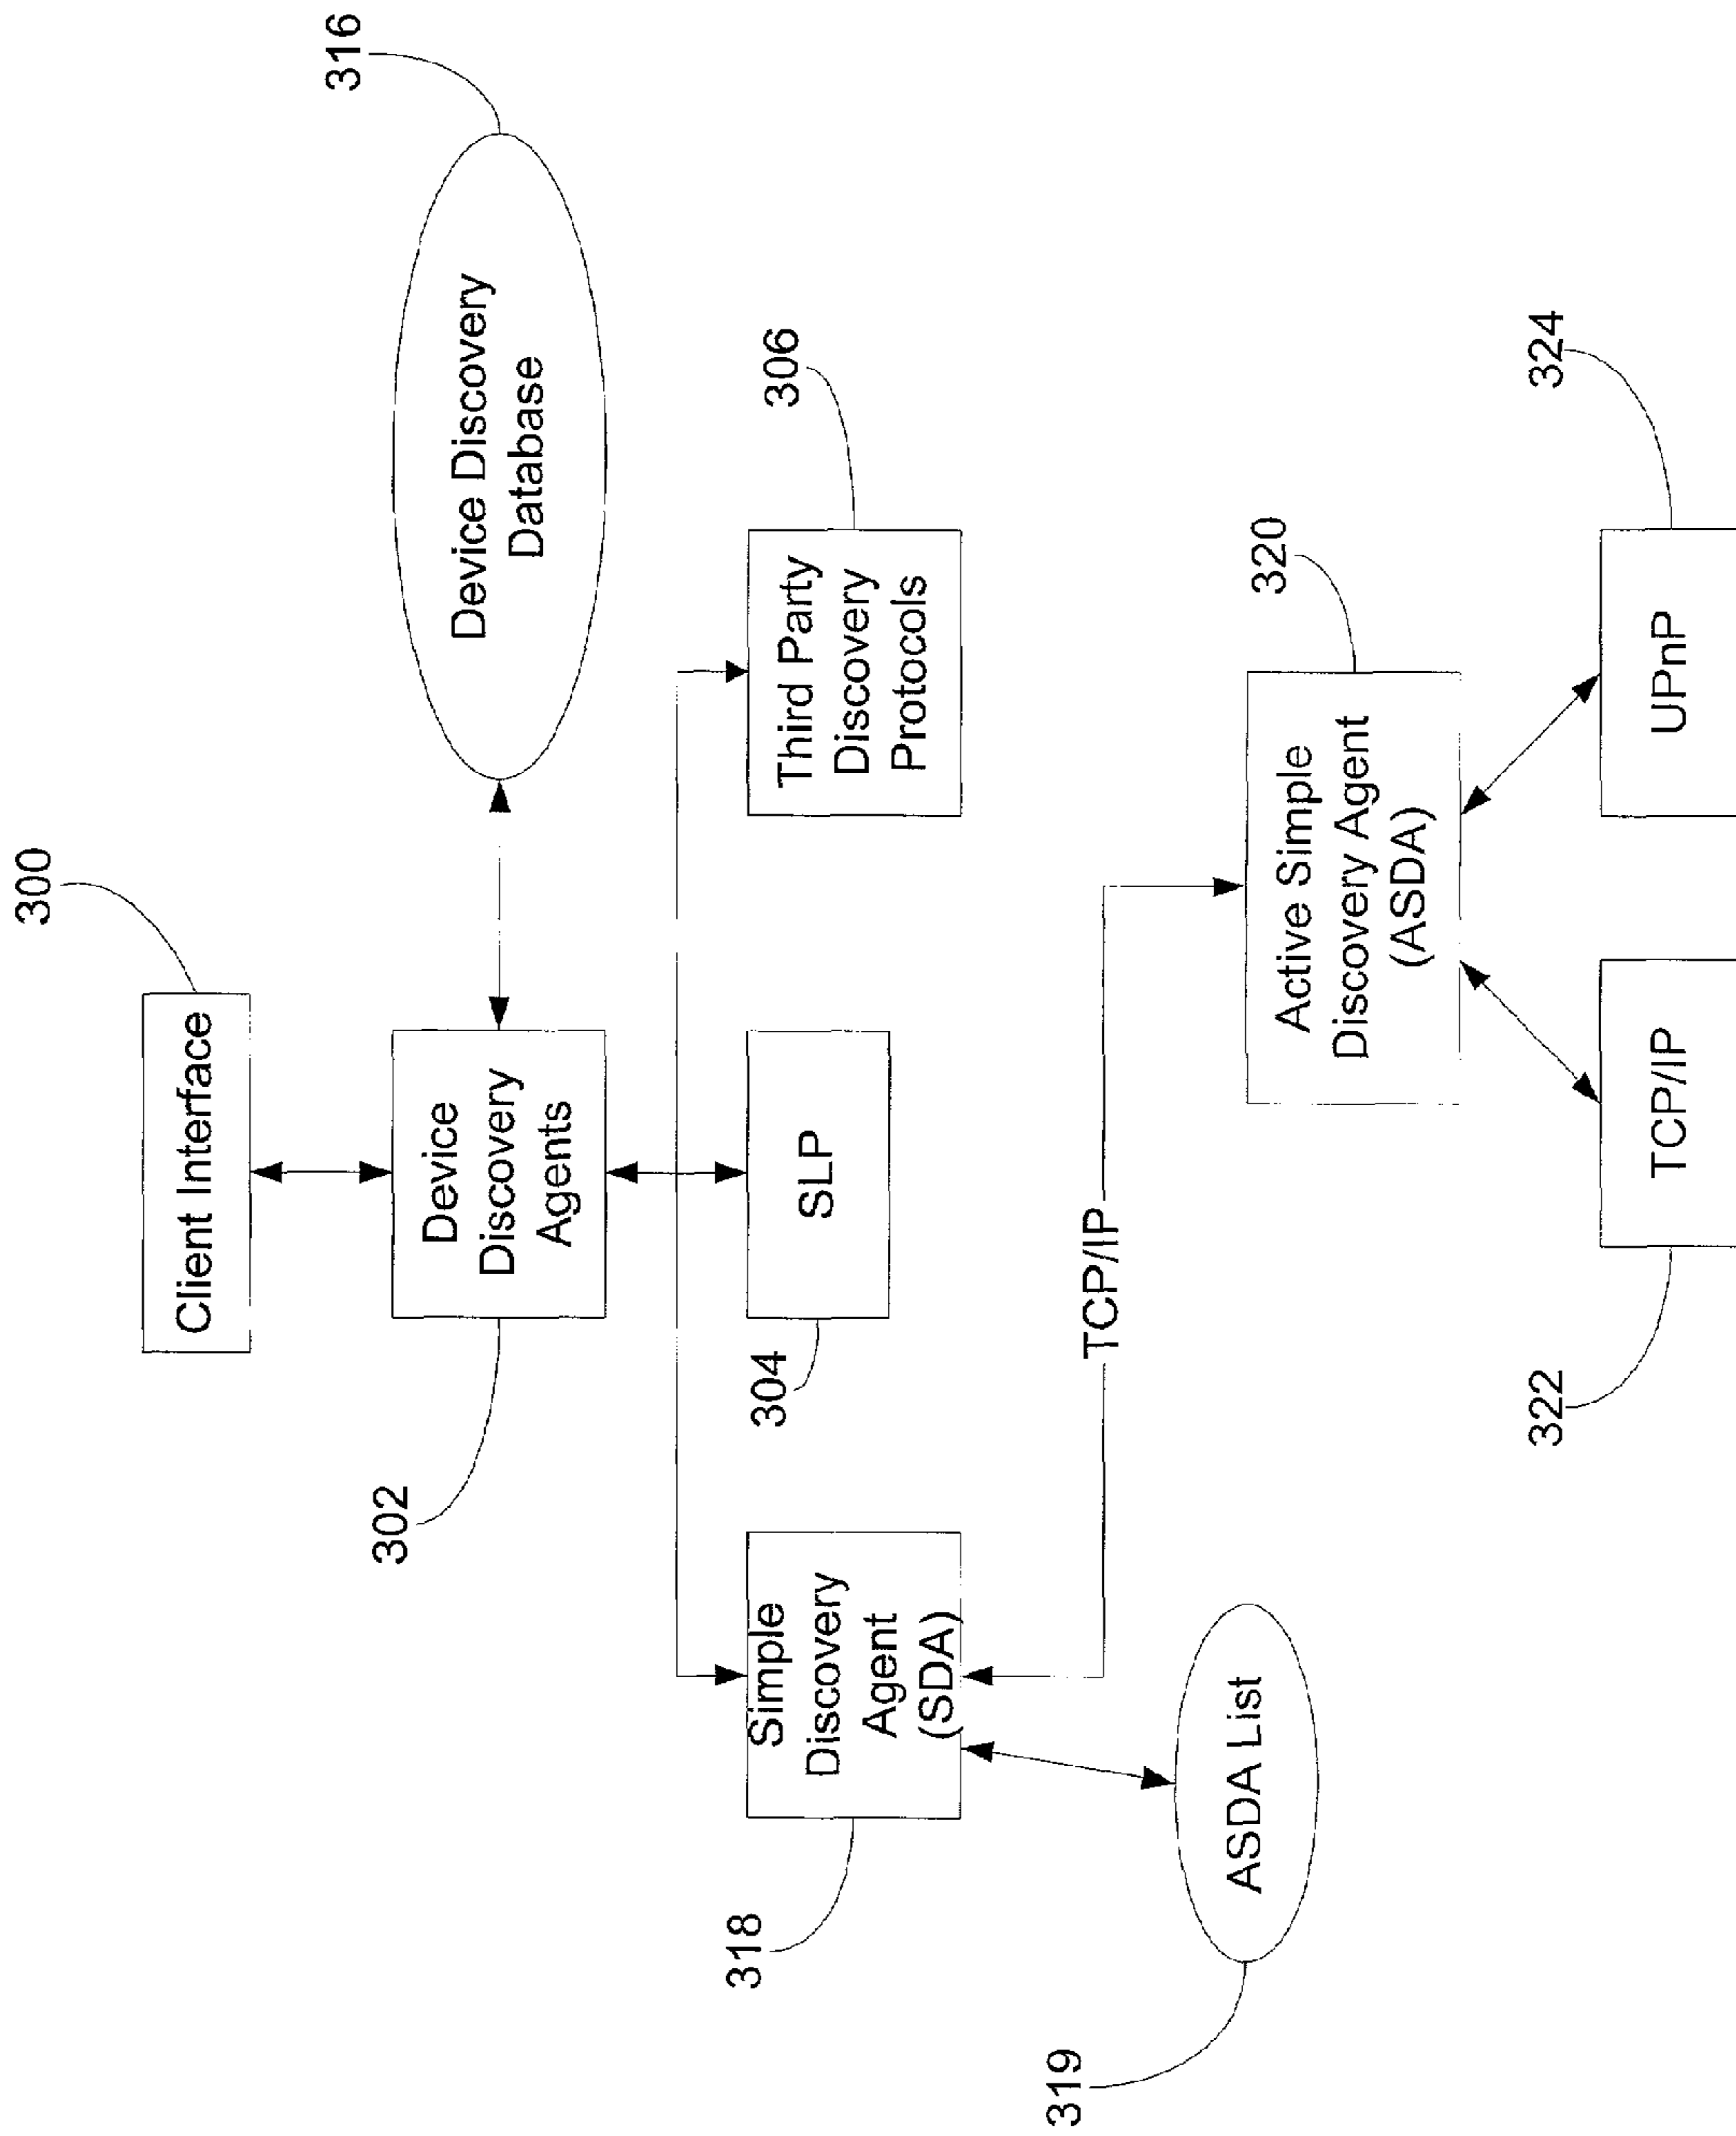 300
Client Interface
316
302
Device
Discovery
Agents
Device Discovery
Database
318
Simple
Discovery
Agent
(SDA)
304
SLP
306
Third Party
Discovery
Protocols
TCP/IP
319
ASDA List
320
Active Simple
Discovery Agent
(ASDA)
322
TCP/IP
324
UPnP